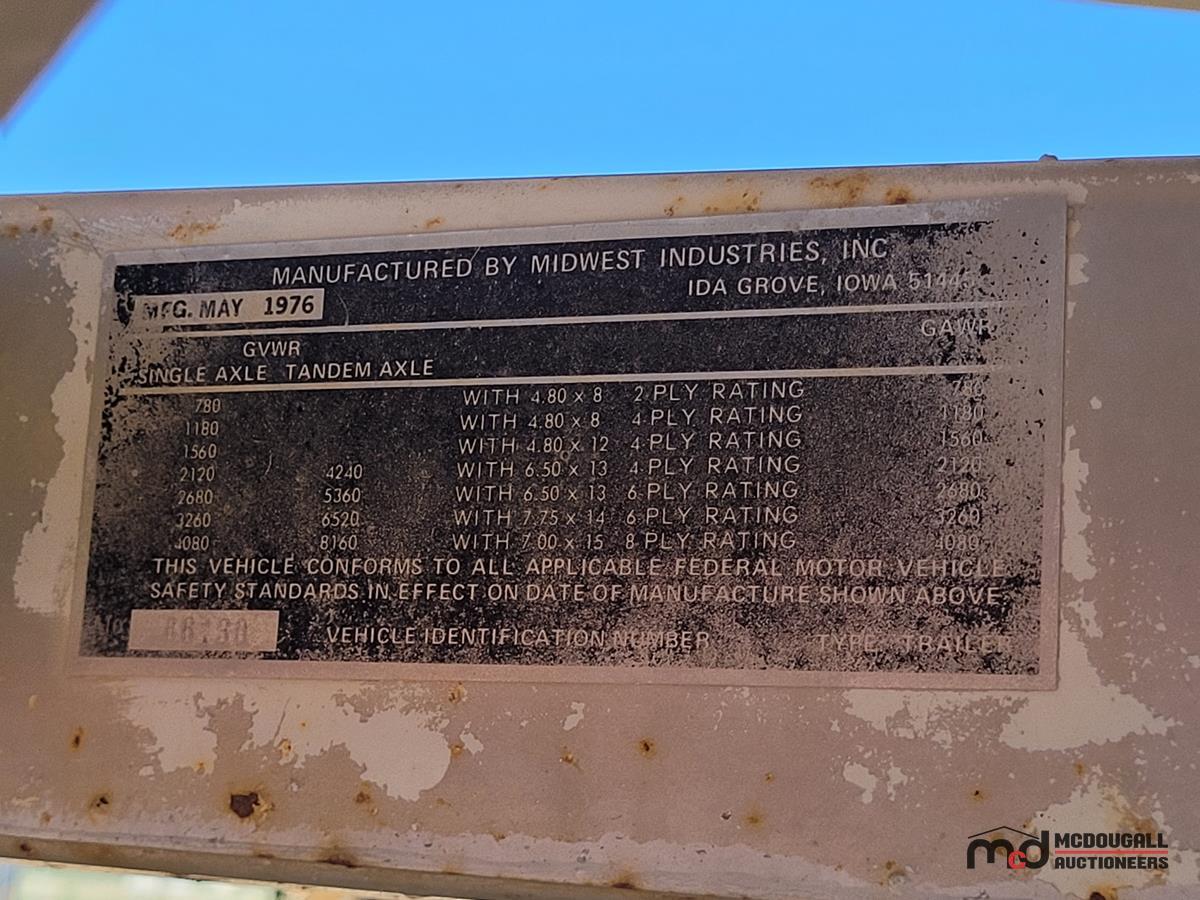 MANUFACTURED BY MIDWEST INDUSTRIES, INC
IDA GROVE, IOWA
MFG. MAY 1976
GVWR GAWR
SINGLE AXLE TANDEM AXLE
780 WITH 4.80 x 8 2 PLY RATING 780
1180 WITH 4.80 x 8 4 PLY RATING 1180
1560 WITH 4.80 x 12 4 PLY RATING 1560
2120 4240 WITH 6.50 x 13 4 PLY RATING 2120
2680 5360 WITH 6.50 x 13 6 PLY RATING 2680
3260 6520 WITH 7.75 x 14 6 PLY RATING 3260
4080 8160 WITH 7.00 x 15 8 PLY RATING 4080
THIS VEHICLE CONFORMS TO ALL APPLICABLE FEDERAL MOTOR VEHICLE
SAFETY STANDARDS IN EFFECT ON DATE OF MANUFACTURE SHOWN ABOVE
VEHICLE IDENTIFICATION NUMBER TYPE: TRAILER
mcd MCDOUGALL
AUCTIONEERS